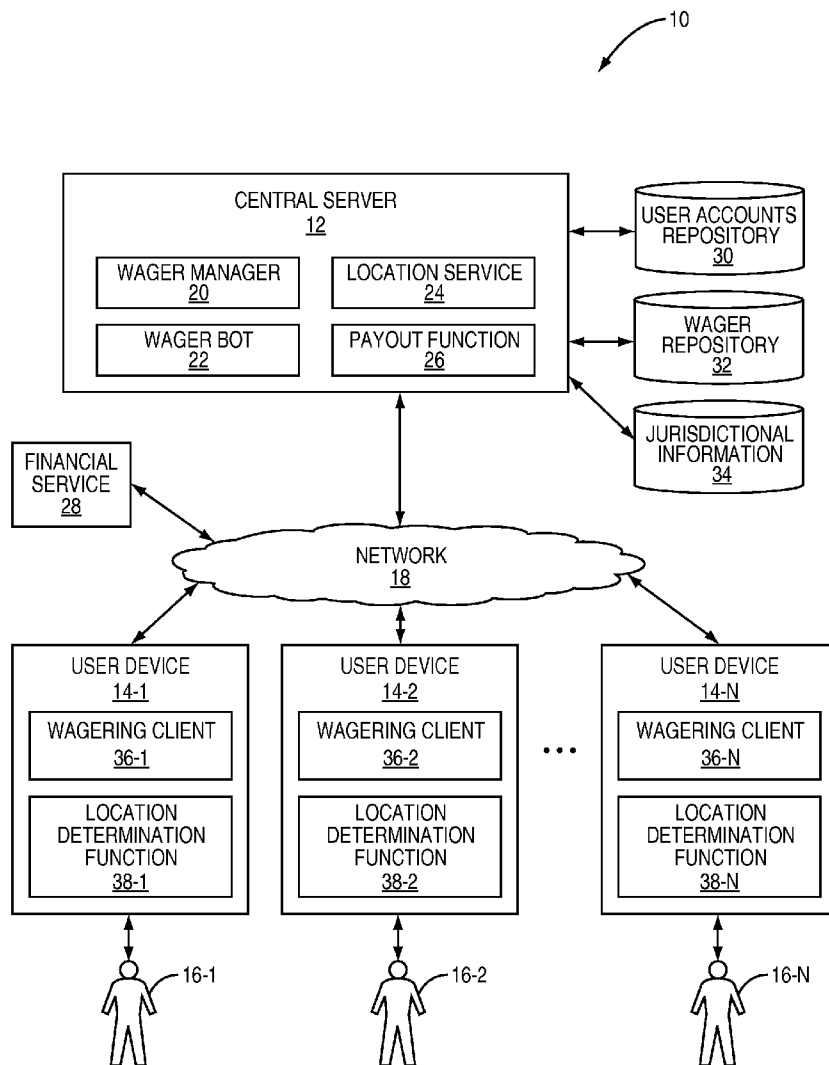 10
CENTRAL SERVER
12
WAGER MANAGER
20
LOCATION SERVICE
24
WAGER BOT
22
PAYOUT FUNCTION
26
USER ACCOUNTS
REPOSITORY
30
WAGER
REPOSITORY
32
JURISDICTIONAL
INFORMATION
34
FINANCIAL
SERVICE
28
NETWORK
18
USER DEVICE
14-1
WAGERING CLIENT
36-1
LOCATION
DETERMINATION
FUNCTION
38-1
USER DEVICE
14-2
WAGERING CLIENT
36-2
LOCATION
DETERMINATION
FUNCTION
38-2
USER DEVICE
14-N
WAGERING CLIENT
36-N
LOCATION
DETERMINATION
FUNCTION
38-N
16-1
16-2
16-N